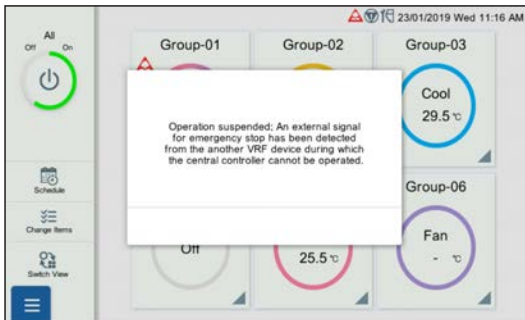 All
Off On
23/01/2019 Wed 11:16 AM
Group-01
Group-02
Group-03
Cool
29.5 °C
Operation suspended; An external signal
for emergency stop has been detected
from the another VRF device during which
the central controller cannot be operated.
Schedule
Change Items
Switch View
Group-06
Off
25.5 °C
Fan
- °C